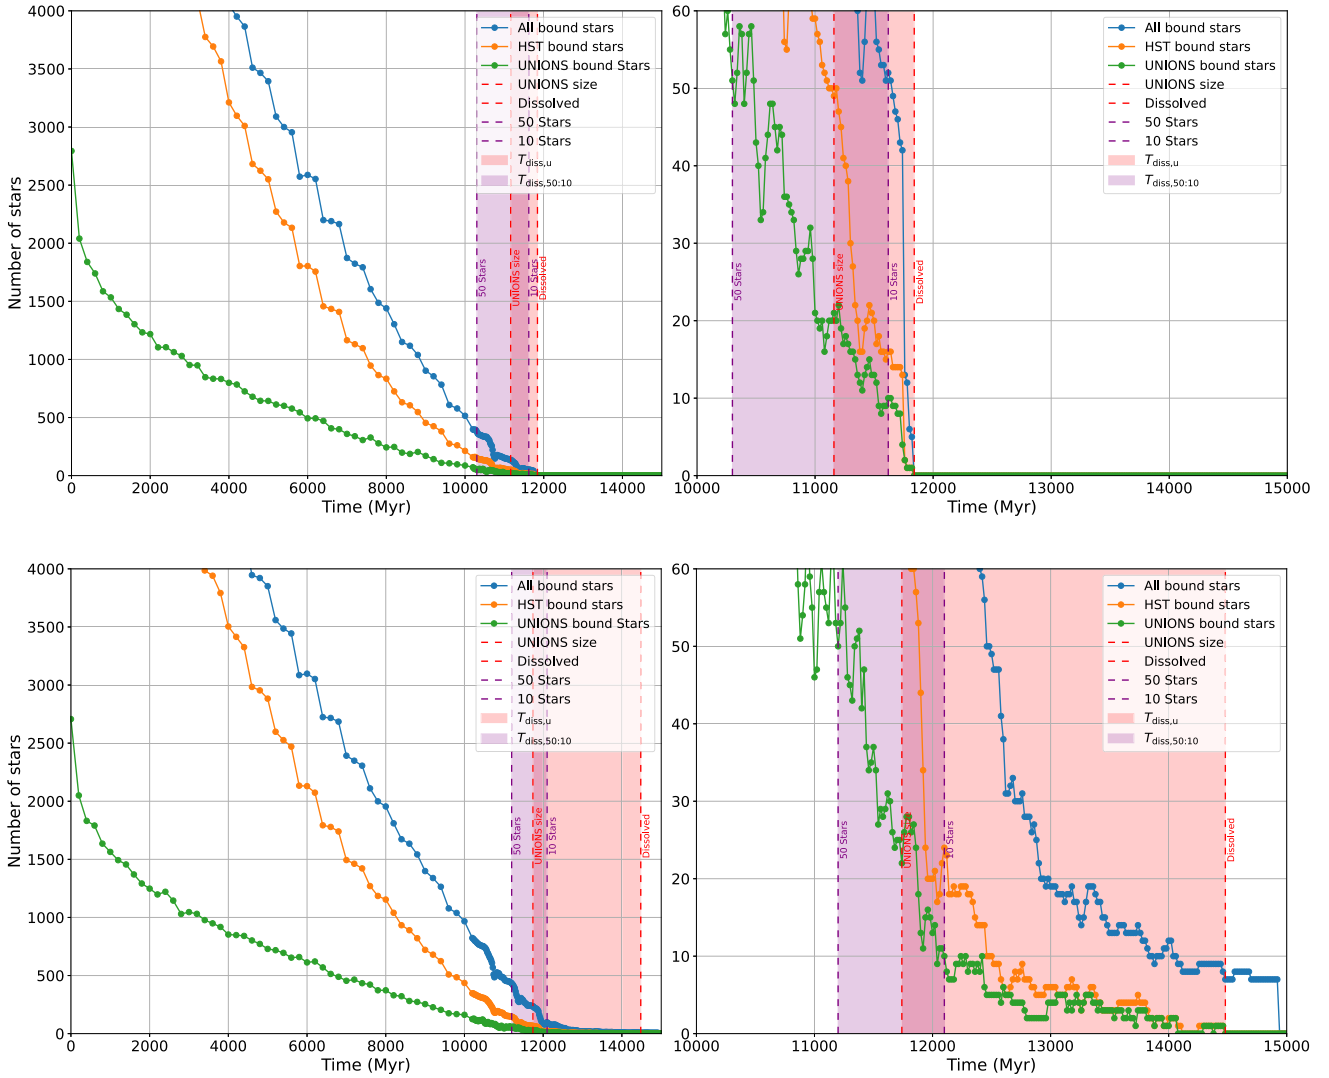 4000
3500
3000
2500
2000
1500
1000
500
0
Number of stars
0
2000
4000
6000
8000
10000
12000
14000
Time (Myr)
All bound stars
HST bound stars
UNIONS bound Stars
UNIONS size
Dissolved
50 Stars
10 Stars
T_diss,u
T_diss,50:10
50 Stars
UNIONS size
10 Stars
Dissolved
60
50
40
30
20
10
0
10000
11000
12000
13000
14000
15000
Time (Myr)
All bound stars
HST bound stars
UNIONS bound stars
UNIONS size
Dissolved
50 Stars
10 Stars
T_diss,u
T_diss,50:10
50 Stars
UNIONS size
10 Stars
Dissolved
4000
3500
3000
2500
2000
1500
1000
500
0
Number of stars
0
2000
4000
6000
8000
10000
12000
14000
Time (Myr)
All bound stars
HST bound stars
UNIONS bound Stars
UNIONS size
Dissolved
50 Stars
10 Stars
T_diss,u
T_diss,50:10
50 Stars
UNIONS size
10 Stars
Dissolved
60
50
40
30
20
10
0
10000
11000
12000
13000
14000
15000
Time (Myr)
All bound stars
HST bound stars
UNIONS bound stars
UNIONS size
Dissolved
50 Stars
10 Stars
T_diss,u
T_diss,50:10
50 Stars
UNIONS size
10 Stars
Dissolved